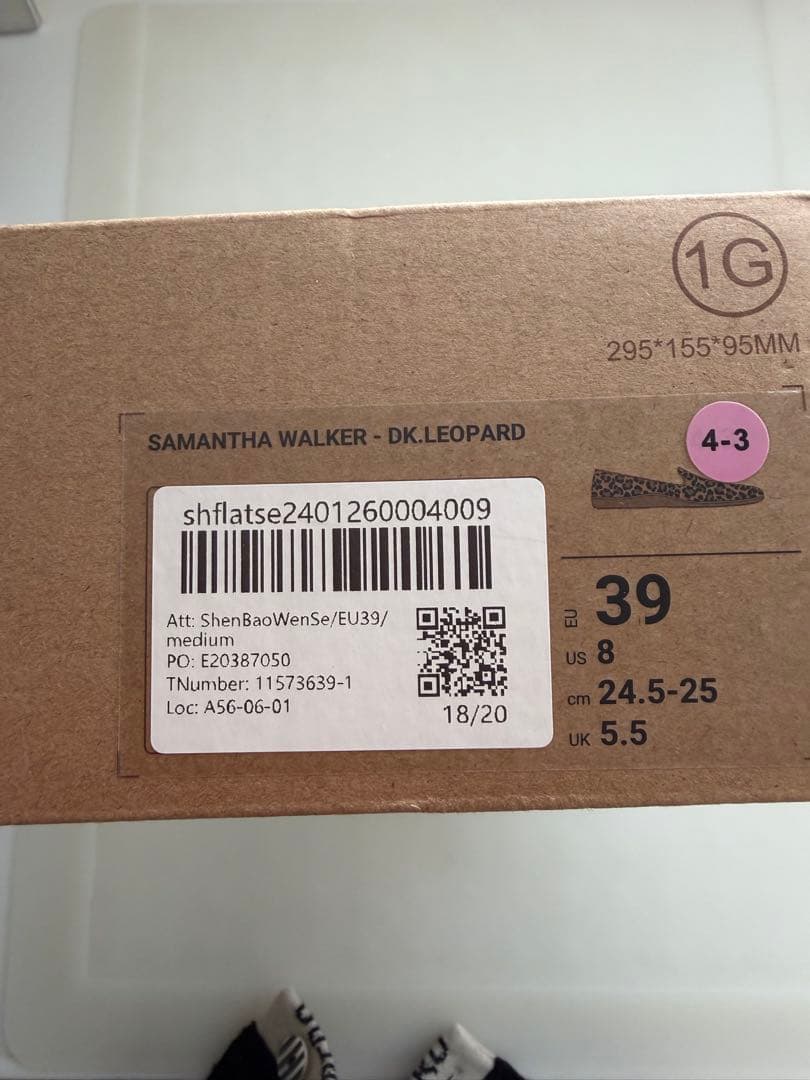 1G
295*155*95MM
SAMANTHA WALKER - DK.LEOPARD
4-3
shflatse2401260004009
Att: ShenBaoWenSe/EU39/
medium
PO: E20387050
TNumber: 11573639-1
Loc: A56-06-01
18/20
EU 39
US 8
cm 24.5-25
UK 5.5